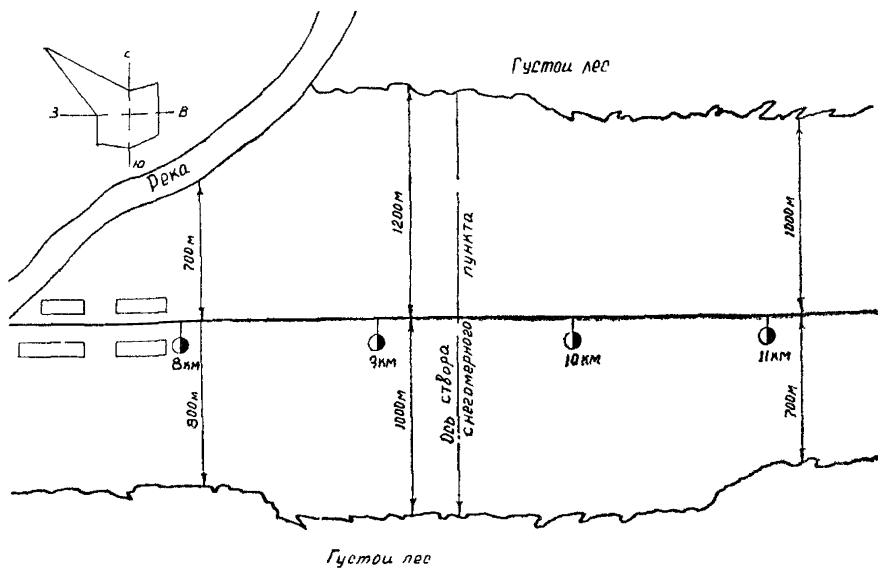 С
З
В
Ю
Густой лес
Река
700м
1200м
пункта
1000м
8км
9км
10км
11км
800м
1000м
Ось створа
снегомерного
700м
Густой лес